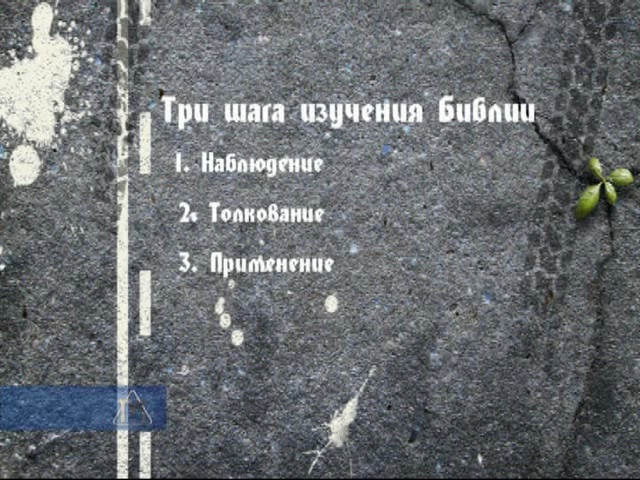 Три шага изучения Библии
1. Наблюдение
2. Толкование
3. Применение